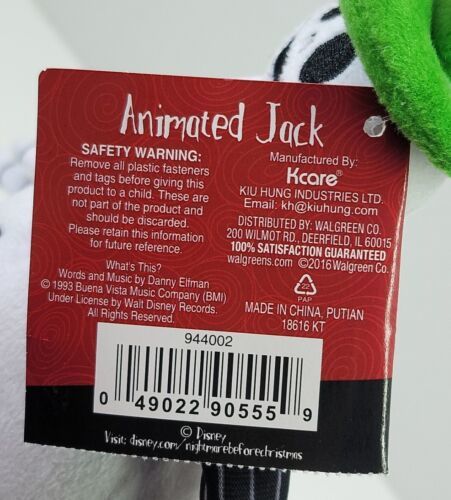 Animated Jack
SAFETY WARNING:
Remove all plastic fasteners
and tags before giving this
product to a child. These are
not part of the product and
should be discarded.
Please retain this information
for future reference.
What's This?
Words and Music by Danny Elfman
© 1993 Buena Vista Music Company (BMI)
Under License by Walt Disney Records.
All Rights Reserved.
Manufactured By:
Kcare®
KIU HUNG INDUSTRIES LTD.
Email: kh@kiuhung.com
DISTRIBUTED BY: WALGREEN CO.
200 WILMOT RD., DEERFIELD, IL 60015
100% SATISFACTION GUARANTEED
walgreens.com ©2016 Walgreen Co.
22
PAP
MADE IN CHINA, PUTIAN
18616 KT
944002
0 49022 90555 9
© Disney
Visit: disney.com/nightmarebeforechristmas